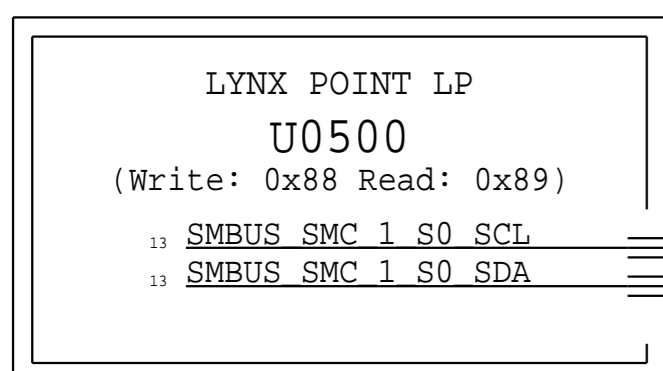 LYNX POINT LP
U0500
(Write: 0x88 Read: 0x89)
13 SMBUS_SMC_1_S0_SCL
13 SMBUS_SMC_1_S0_SDA